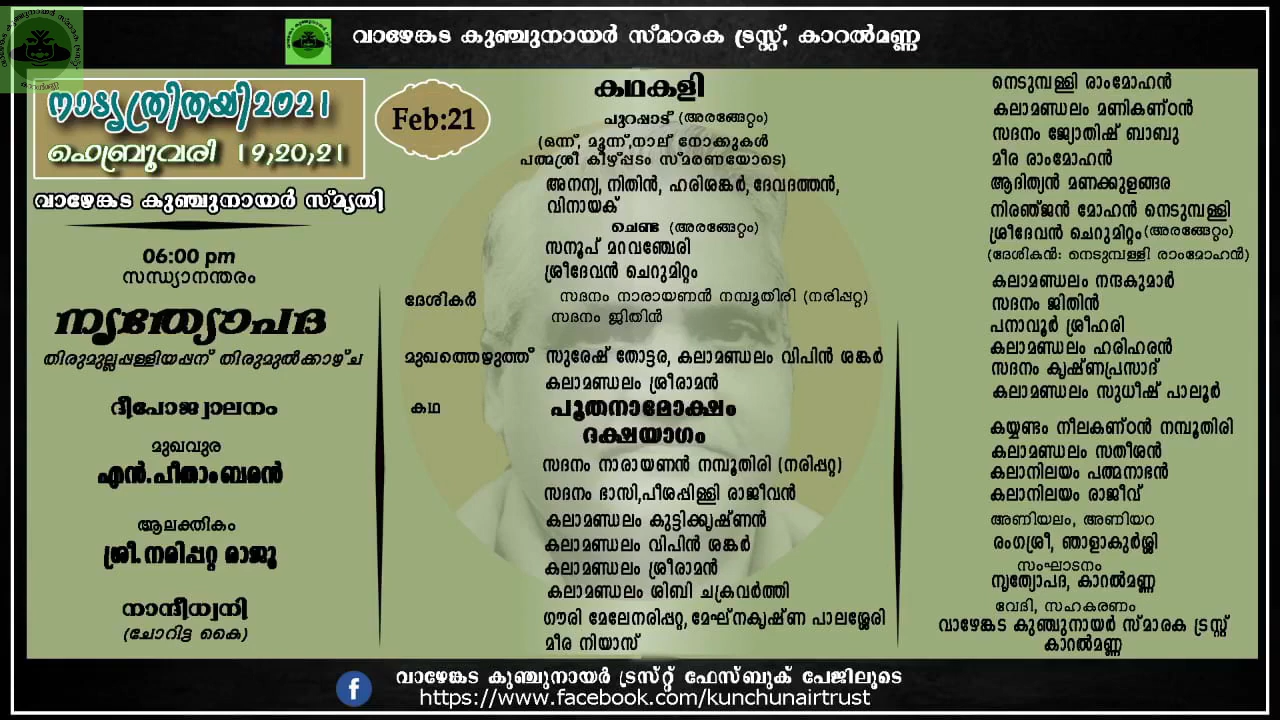 വാഴേങ്കട കുഞ്ചുനായർ സ്മാരക ട്രസ്റ്റ്, കാറൽമണ്ണ
നാട്യത്രിതയി 2021
ഫെബ്രുവരി 19,20,21
വാഴേങ്കട കുഞ്ചുനായർ സ്മൃതി
06:00 pm
സന്ധ്യാനന്തരം
നൃത്ത്യോപദ
തിരുമുല്ലപ്പള്ളിയപ്പന് തിരുമുൽക്കാഴ്ച
ദീപോജ്വാലനം
മുഖവുര
എൻ.പീതാംബരൻ
ആലക്തികം
ശ്രീ.നരിപ്പറ്റ രാജു
നാന്ദീധ്വനി
(ചോറിട്ട കൈ)
Feb:21
കഥകളി
പുറപ്പാട് (അരങ്ങേറ്റം)
(ഒന്ന്, മൂന്ന്,നാല് നോക്കുകൾ
പത്മശ്രീ കീഴ്പ്പടം സ്മരണയോടെ)
അനന്യ, നിതിൻ, ഹരിശങ്കർ, ദേവദത്തൻ,
വിനായക്
ചെണ്ട (അരങ്ങേറ്റം)
സനൂപ് മറവഞ്ചേരി
ശ്രീദേവൻ ചെറുമിറ്റം
ദേശികർ സദനം നാരായണൻ നമ്പൂതിരി (നരിപ്പറ്റ)
സദനം ജിതിൻ
മുഖത്തെഴുത്ത് സുരേഷ് തോട്ടര, കലാമണ്ഡലം വിപിൻ ശങ്കർ
കലാമണ്ഡലം ശ്രീരാമൻ
കഥ പൂതനാമോക്ഷം
ദക്ഷയാഗം
സദനം നാരായണൻ നമ്പൂതിരി (നരിപ്പറ്റ)
സദനം ഭാസി,പീശപ്പിള്ളി രാജീവൻ
കലാമണ്ഡലം കുട്ടികൃഷ്ണൻ
കലാമണ്ഡലം വിപിൻ ശങ്കർ
കലാമണ്ഡലം ശ്രീരാമൻ
കലാമണ്ഡലം ശിബി ചക്രവർത്തി
ഗൗരി മേലേനരിപ്പറ്റ, മേഘ്നകൃഷ്ണ പാലശ്ശേരി
മീര നിയാസ്
നെടുമ്പള്ളി രാംമോഹൻ
കലാമണ്ഡലം മണികണ്ഠൻ
സദനം ജ്യോതിഷ് ബാബു
മീര രാംമോഹൻ
ആദിത്യൻ മണക്കുളങ്ങര
നിരഞ്ജൻ മോഹൻ നെടുമ്പള്ളി
ശ്രീദേവൻ ചെറുമിറ്റം (അരങ്ങേറ്റം)
(ദേശികൻ: നെടുമ്പള്ളി രാംമോഹൻ)
കലാമണ്ഡലം നന്ദകുമാർ
സദനം ജിതിൻ
പനാവൂർ ശ്രീഹരി
കലാമണ്ഡലം ഹരിഹരൻ
സദനം കൃഷ്ണപ്രസാദ്
കലാമണ്ഡലം സുധീഷ് പാലൂർ
കയ്യണ്ടം നീലകണ്ഠൻ നമ്പൂതിരി
കലാമണ്ഡലം സതീശൻ
കലാനിലയം പത്മനാഭൻ
കലാനിലയം രാജീവ്
അണിയലം, അണിയറ
രംഗശ്രീ, ഞാളാകുർശ്ശി
സംഘാടനം
നൃത്ത്യോപദ, കാറൽമണ്ണ
വേദി, സഹകരണം
വാഴേങ്കട കുഞ്ചുനായർ സ്മാരക ട്രസ്റ്റ്
കാറൽമണ്ണ
വാഴേങ്കട കുഞ്ചുനായർ ട്രസ്റ്റ് ഫേസ്ബുക് പേജിലൂടെ
https://www.facebook.com/kunchunairtrust